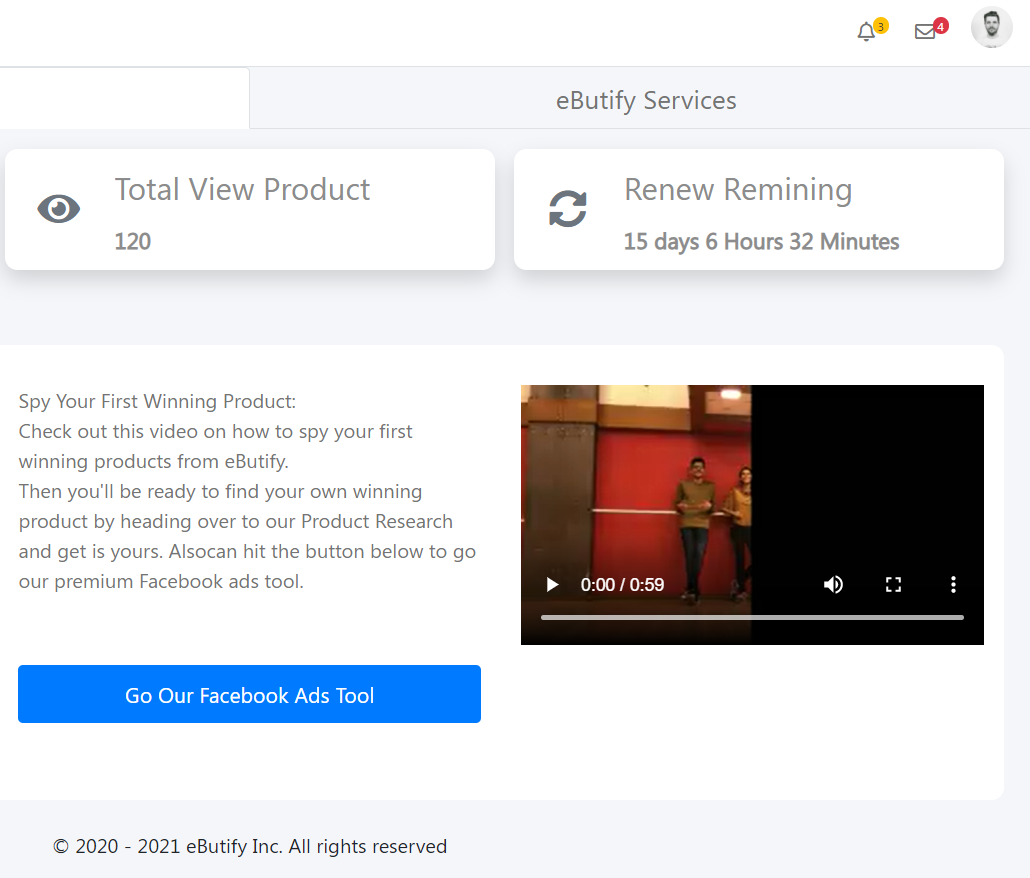 3
4
eButify Services
Total View Product
120
Renew Remining
15 days 6 Hours 32 Minutes
Spy Your First Winning Product:
Check out this video on how to spy your first
winning products from eButify.
Then you'll be ready to find your own winning
product by heading over to our Product Research
and get is yours. Alsocan hit the button below to go
our premium Facebook ads tool.
0:00 / 0:59
Go Our Facebook Ads Tool
© 2020 - 2021 eButify Inc. All rights reserved